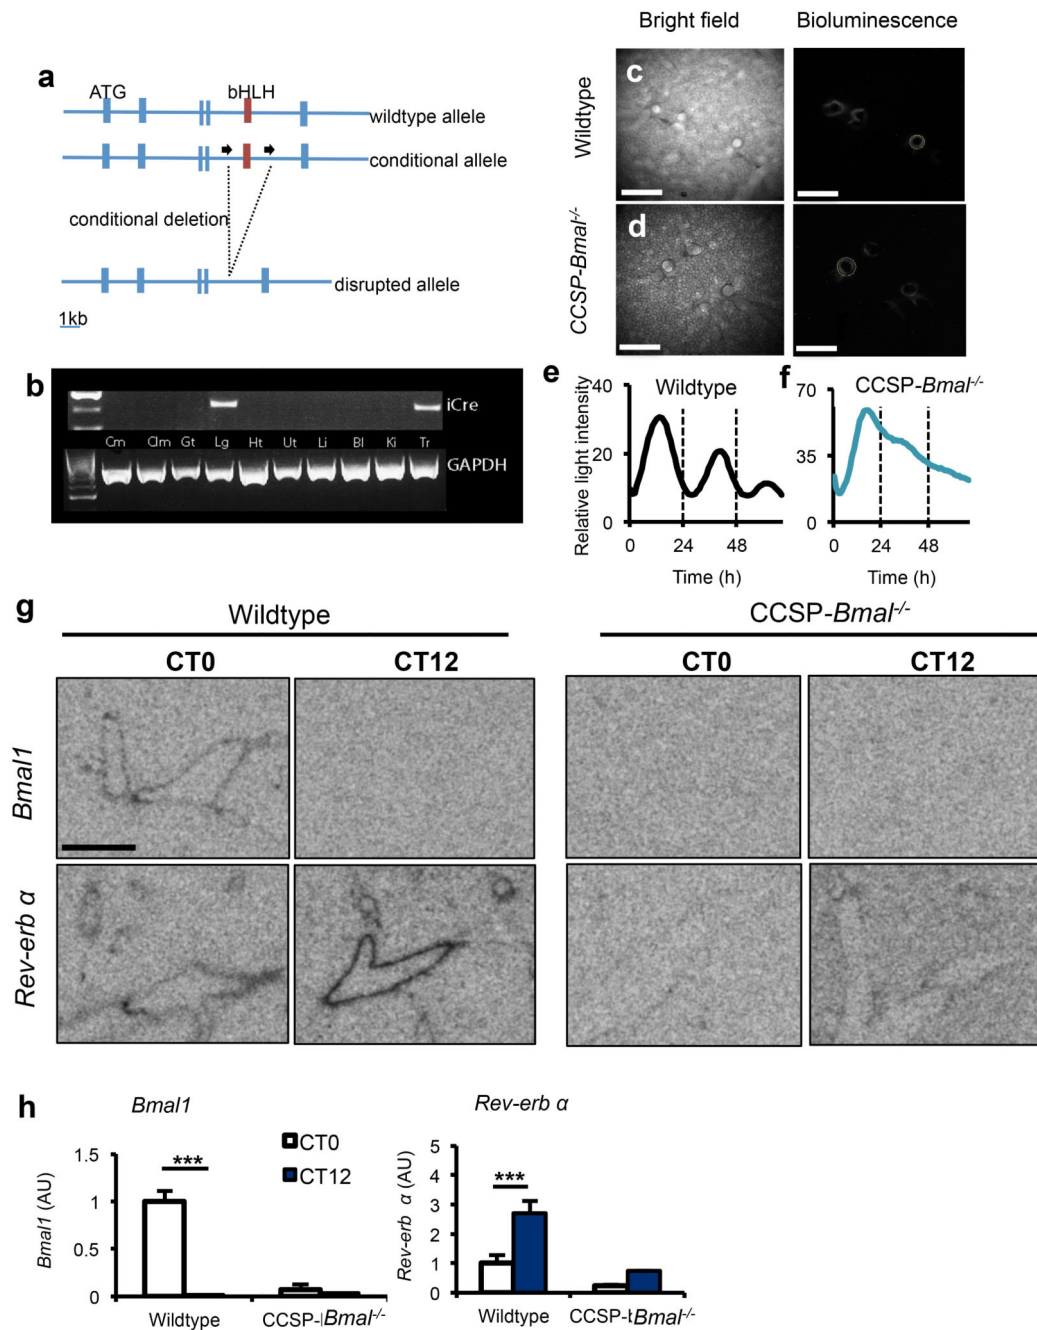 Bright field
Bioluminescence
a
ATG
bHLH
wildtype allele
conditional allele
conditional deletion
disrupted allele
1kb
Wildtype
c
CCSP-Bmal-/-
d
b
iCre
Cm Clm Gt Lg Ht Ut Li Bl Ki Tr
GAPDH
e
Wildtype
Relative light intensity
40
20
0
0 24 48
Time (h)
f
CCSP-Bmal-/-
70
35
0
0 24 48
Time (h)
g
Wildtype
CCSP-Bmal-/-
CT0
CT12
CT0
CT12
Bmal1
Rev-erb α
h
Bmal1
Bmal1 (AU)
1.5
1
0.5
0
***
CT0
CT12
Wildtype
CCSP-Bmal-/-
Rev-erb α
Rev-erb α (AU)
5
4
3
2
1
0
***
Wildtype
CCSP-tBmal-/-